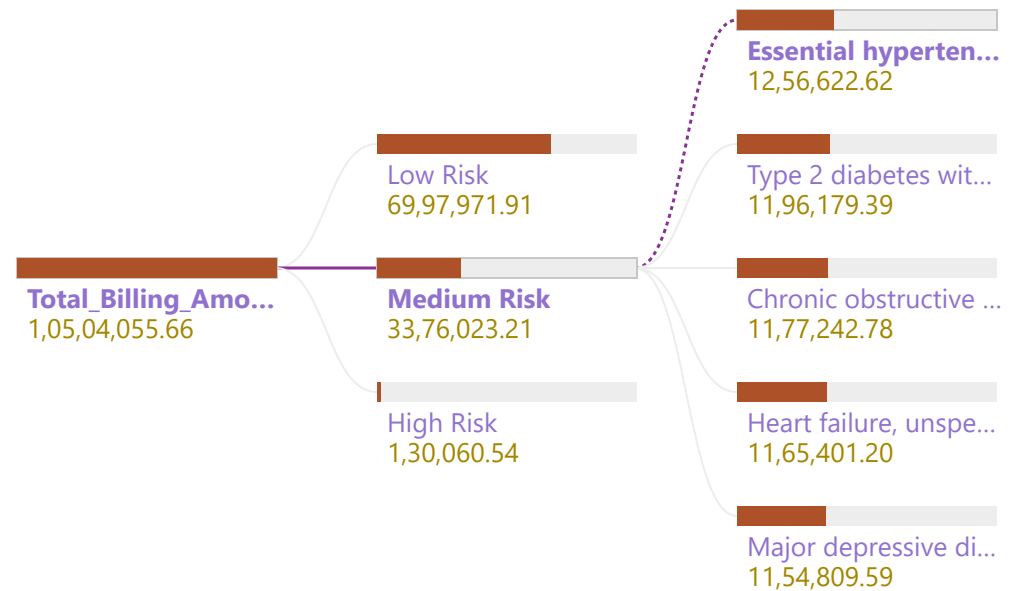 Total_Billing_Amo...
1,05,04,055.66
Low Risk
69,97,971.91
Medium Risk
33,76,023.21
High Risk
1,30,060.54
Essential hyperten...
12,56,622.62
Type 2 diabetes wit...
11,96,179.39
Chronic obstructive ...
11,77,242.78
Heart failure, unspe...
11,65,401.20
Major depressive di...
11,54,809.59